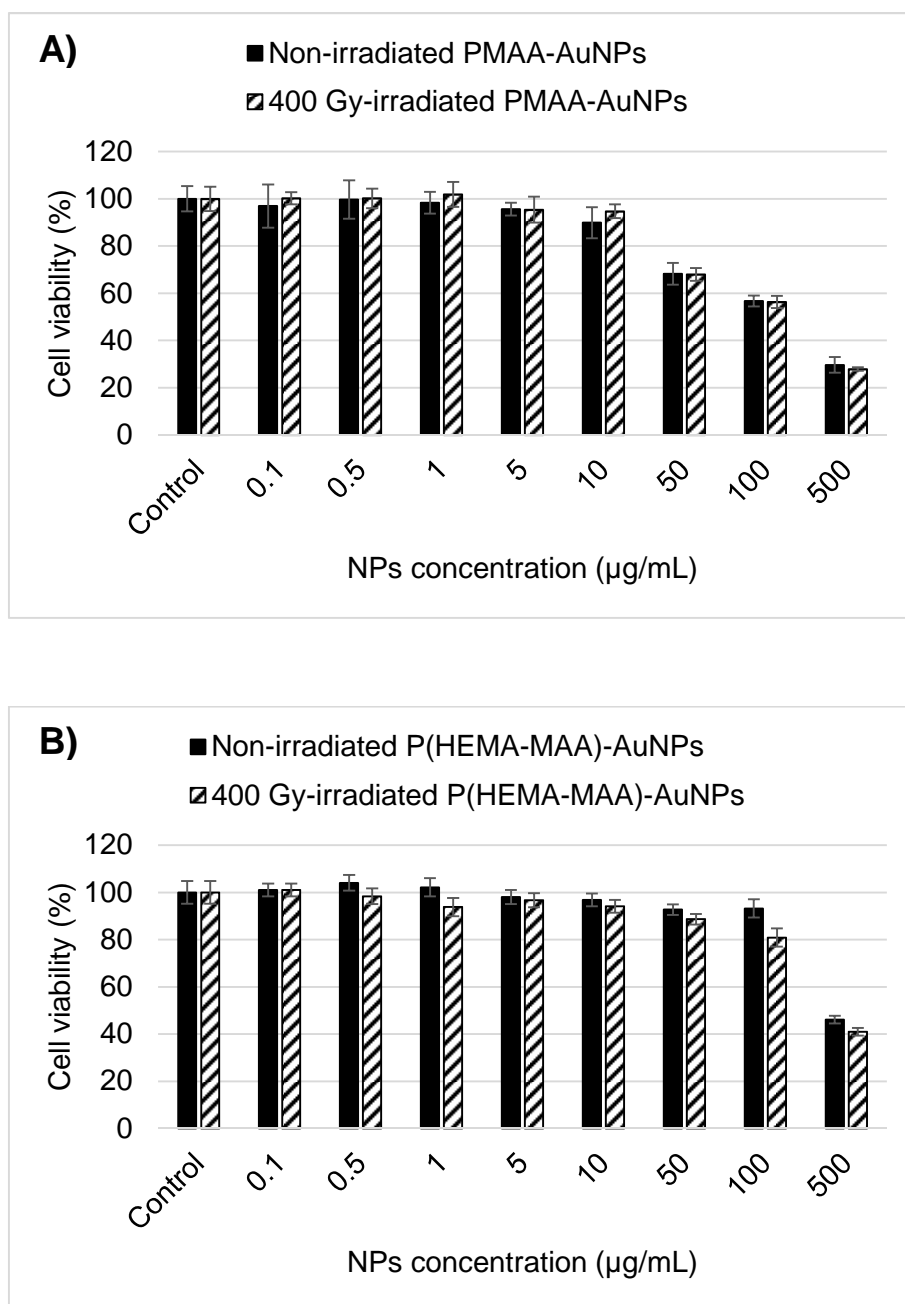 A)
Non-irradiated PMAA-AuNPs
400 Gy-irradiated PMAA-AuNPs
120
100
80
60
40
20
0
Cell viability (%)
Control
0.1
0.5
1
5
10
50
100
500
NPs concentration (µg/mL)
B)
Non-irradiated P(HEMA-MAA)-AuNPs
400 Gy-irradiated P(HEMA-MAA)-AuNPs
120
100
80
60
40
20
0
Cell viability (%)
Control
0.1
0.5
1
5
10
50
100
500
NPs concentration (µg/mL)